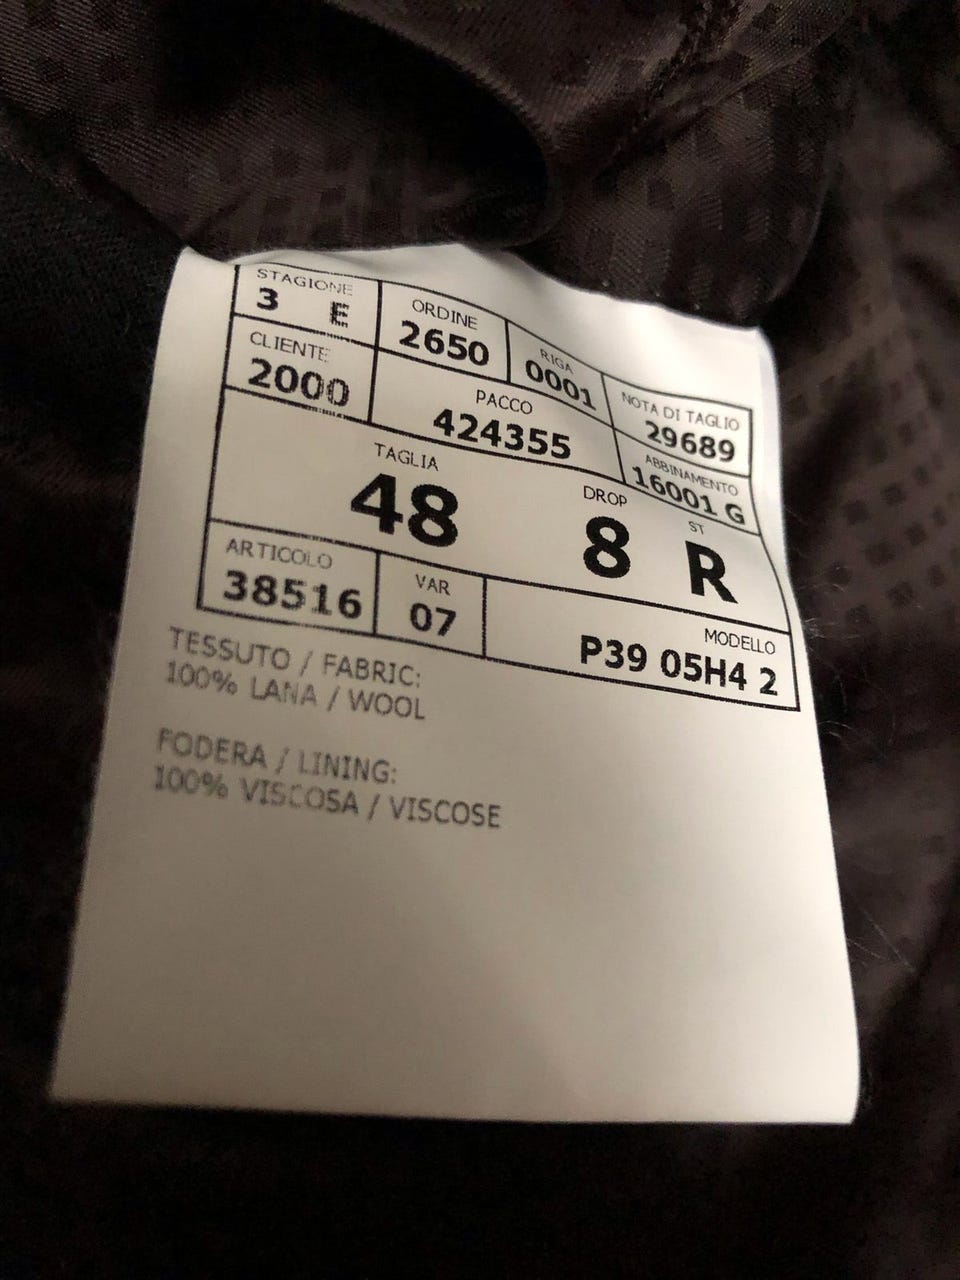 STAGIONE
3 E
ORDINE
2650
RIGA
0001
NOTA DI TAGLIO
29689
CLIENTE
2000
PACCO
424355
ABBINAMENTO
16001 G
TAGLIA
48
DROP
8
ST
R
ARTICOLO
38516
VAR
07
MODELLO
P39 05H4 2
TESSUTO / FABRIC:
100% LANA / WOOL
FODERA / LINING:
100% VISCOSA / VISCOSE